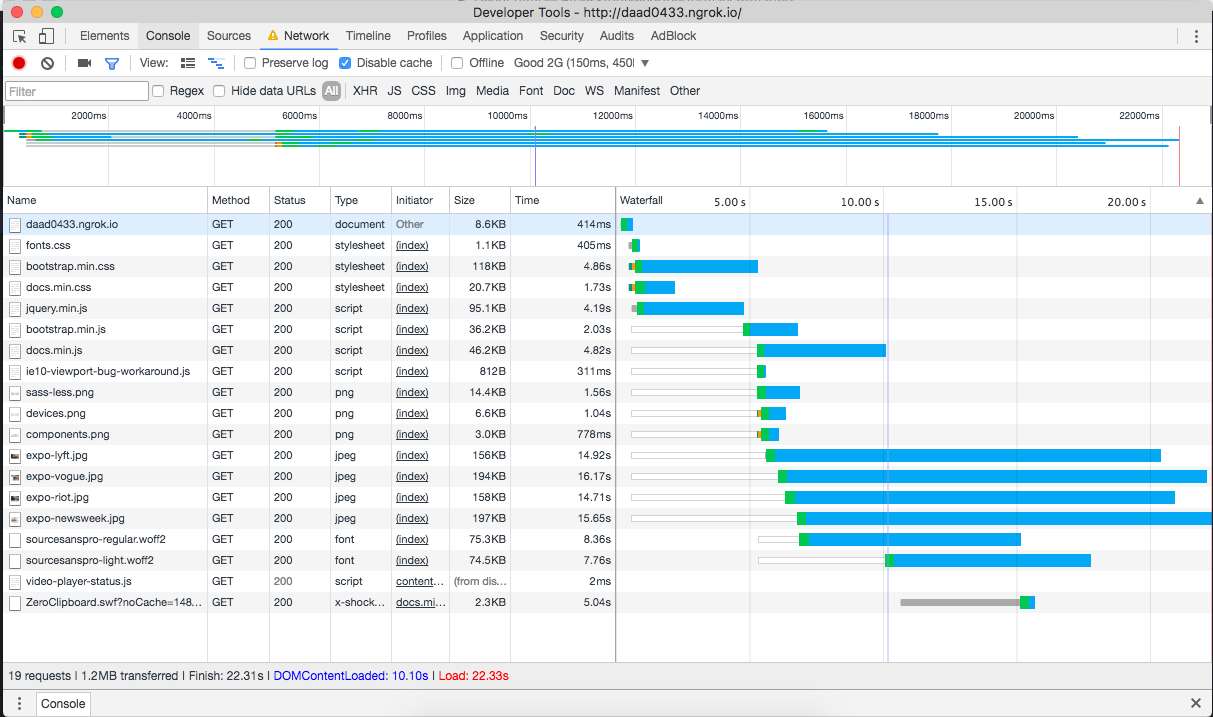 Developer Tools - http://daad0433.ngrok.io/
Elements Console Sources Network Timeline Profiles Application Security Audits AdBlock
View: Preserve log Disable cache Offline Good 2G (150ms, 450
Filter Regex Hide data URLs All XHR JS CSS Img Media Font Doc WS Manifest Other
2000ms 4000ms 6000ms 8000ms 10000ms 12000ms 14000ms 16000ms 18000ms 20000ms 22000ms
Name Method Status Type Initiator Size Time Waterfall 5.00 s 10.00 s 15.00 s 20.00 s
daad0433.ngrok.io GET 200 document Other 8.6KB 414ms
fonts.css GET 200 stylesheet (index) 1.1KB 405ms
bootstrap.min.css GET 200 stylesheet (index) 118KB 4.86s
docs.min.css GET 200 stylesheet (index) 20.7KB 1.73s
jquery.min.js GET 200 script (index) 95.1KB 4.19s
bootstrap.min.js GET 200 script (index) 36.2KB 2.03s
docs.min.js GET 200 script (index) 46.2KB 4.82s
ie10-viewport-bug-workaround.js GET 200 script (index) 812B 311ms
sass-less.png GET 200 png (index) 14.4KB 1.56s
devices.png GET 200 png (index) 6.6KB 1.04s
components.png GET 200 png (index) 3.0KB 778ms
expo-lyft.jpg GET 200 jpeg (index) 156KB 14.92s
expo-vogue.jpg GET 200 jpeg (index) 194KB 16.17s
expo-riot.jpg GET 200 jpeg (index) 158KB 14.71s
expo-newsweek.jpg GET 200 jpeg (index) 197KB 15.65s
sourcesanspro-regular.woff2 GET 200 font (index) 75.3KB 8.36s
sourcesanspro-light.woff2 GET 200 font (index) 74.5KB 7.76s
video-player-status.js GET 200 script content... (from dis... 2ms
ZeroClipboard.swf?noCache=148... GET 200 x-shock... docs.mi... 2.3KB 5.04s
19 requests | 1.2MB transferred | Finish: 22.31s | DOMContentLoaded: 10.10s | Load: 22.33s
Console